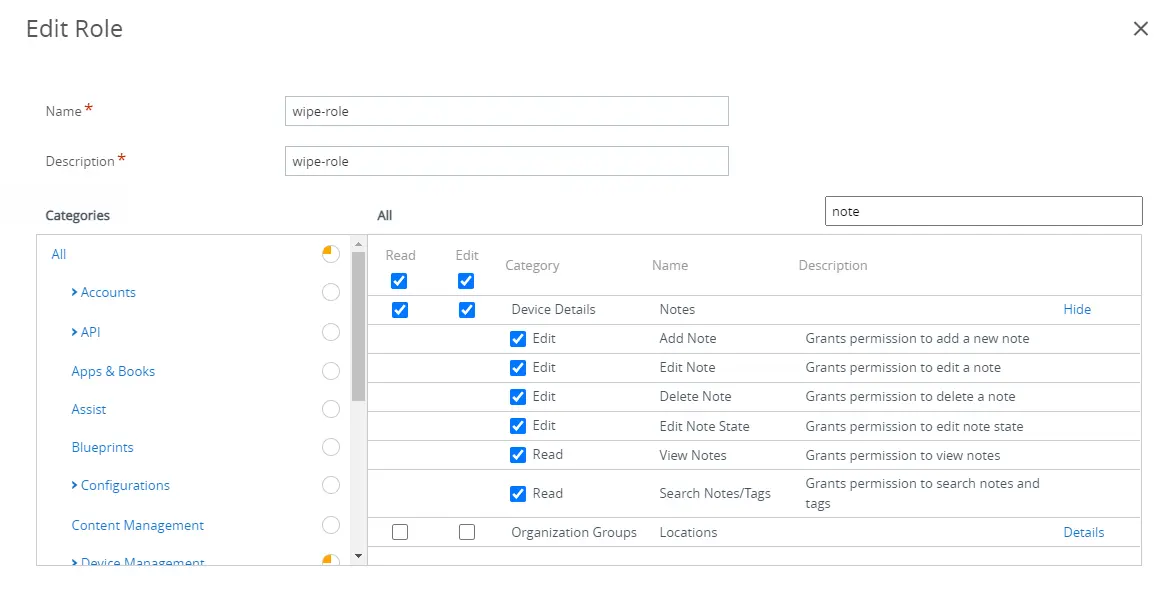 Edit Role
Name *
wipe-role
Description *
wipe-role
Categories
All
note
All
Accounts
API
Apps & Books
Assist
Blueprints
Configurations
Content Management
Device Management
Read Edit Category Name Description
Device Details Notes Hide
Edit Add Note Grants permission to add a new note
Edit Edit Note Grants permission to edit a note
Edit Delete Note Grants permission to delete a note
Edit Edit Note State Grants permission to edit note state
Read View Notes Grants permission to view notes
Read Search Notes/Tags Grants permission to search notes and
tags
Organization Groups Locations Details